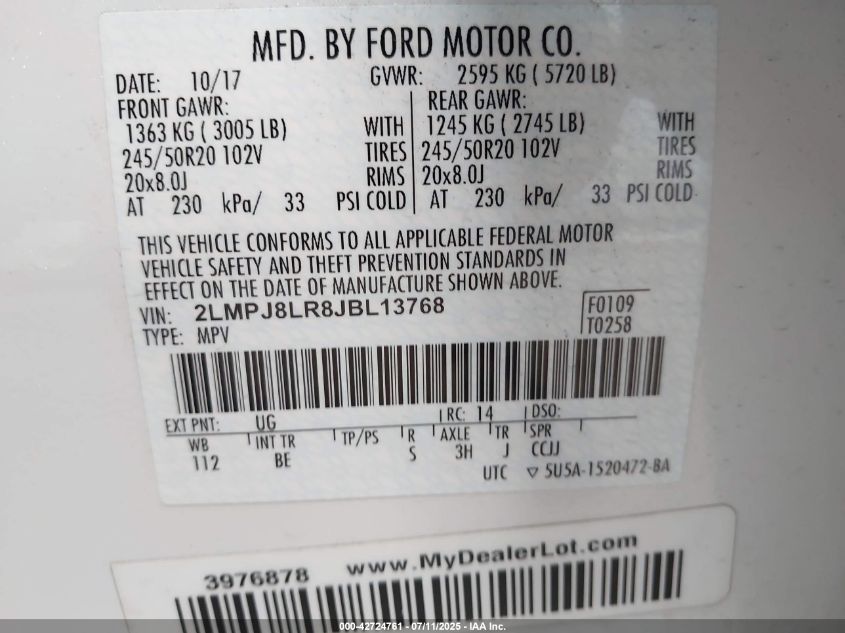 MFD. BY FORD MOTOR CO.
DATE: 10/17 GVWR: 2595 KG ( 5720 LB)
FRONT GAWR: REAR GAWR:
1363 KG ( 3005 LB) WITH 1245 KG ( 2745 LB) WITH
245/50R20 102V TIRES 245/50R20 102V TIRES
20x8.0J RIMS 20x8.0J RIMS
AT 230 kPa/ 33 PSI COLD AT 230 kPa/ 33 PSI COLD
THIS VEHICLE CONFORMS TO ALL APPLICABLE FEDERAL MOTOR
VEHICLE SAFETY AND THEFT PREVENTION STANDARDS IN
EFFECT ON THE DATE OF MANUFACTURE SHOWN ABOVE.
VIN: 2LMPJ8LR8JBL13768 F0109
TYPE: MPV T0258
EXT PNT: UG RC: 14 DSO:
WB INT TR TP/PS R AXLE TR SPR
112 BE S 3H J CCJJ
UTC ▽ 5U5A-1520472-BA
3976878 www.MyDealerLot.com
000-42724761 - 07/11/2025 - IAA Inc.